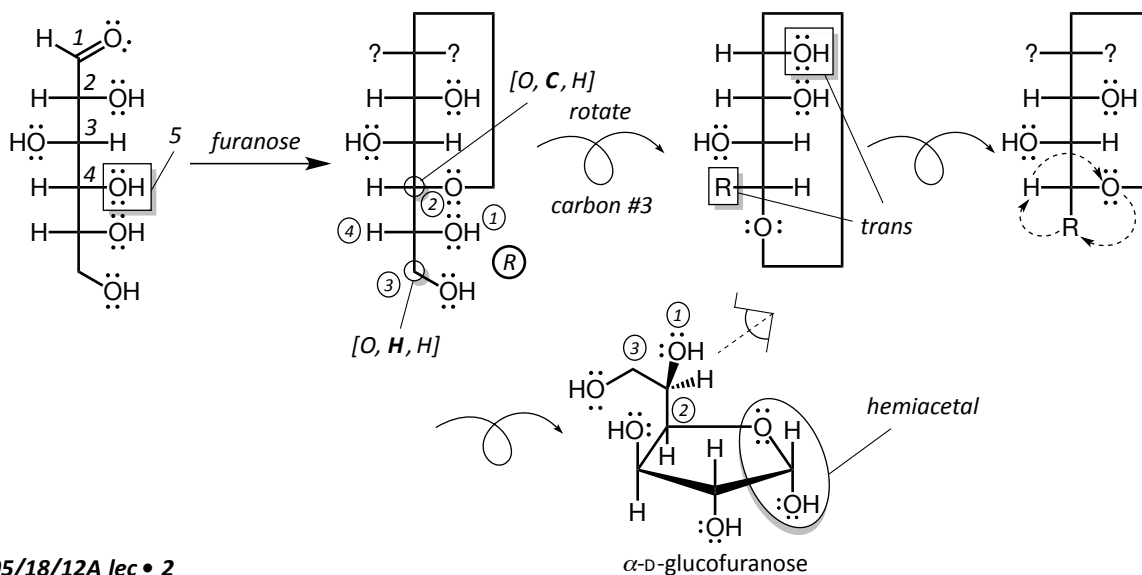 H 1 O
2
H OH
3
HO H
4
H OH
H OH
OH
5
furanose
? ?
H OH
HO H
H O
2
4 H OH 1
3
OH
R
[O, C, H]
[O, H, H]
rotate
carbon #3
H OH
H OH
HO H
R H
O
trans
? ?
H OH
HO H
H O
R
1
OH
3
HO H
2
HO O H
H H
H OH
OH
hemiacetal
α-D-glucofuranose
05/18/12A lec • 2